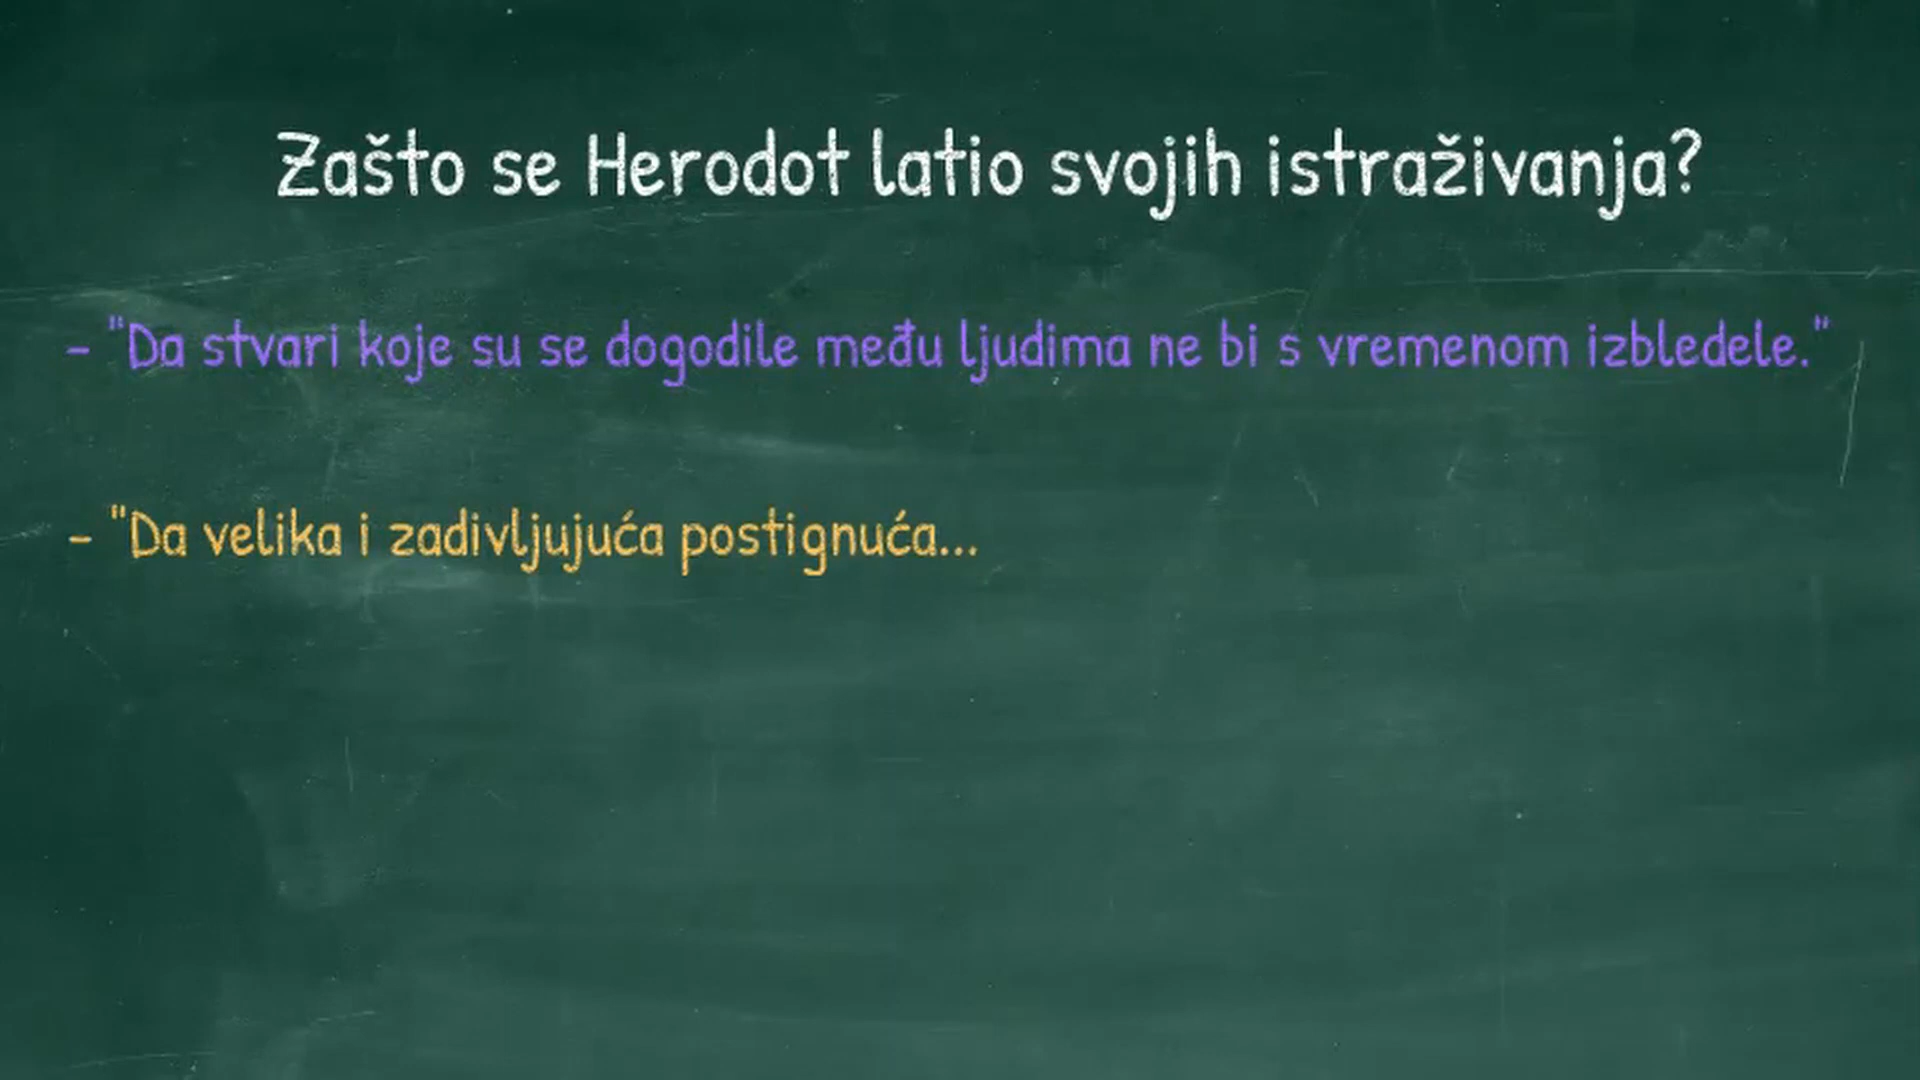 Zašto se Herodot latio svojih istraživanja?
- "Da stvari koje su se dogodile među ljudima ne bi s vremenom izbledele."
- "Da velika i zadivljujuća postignuća...